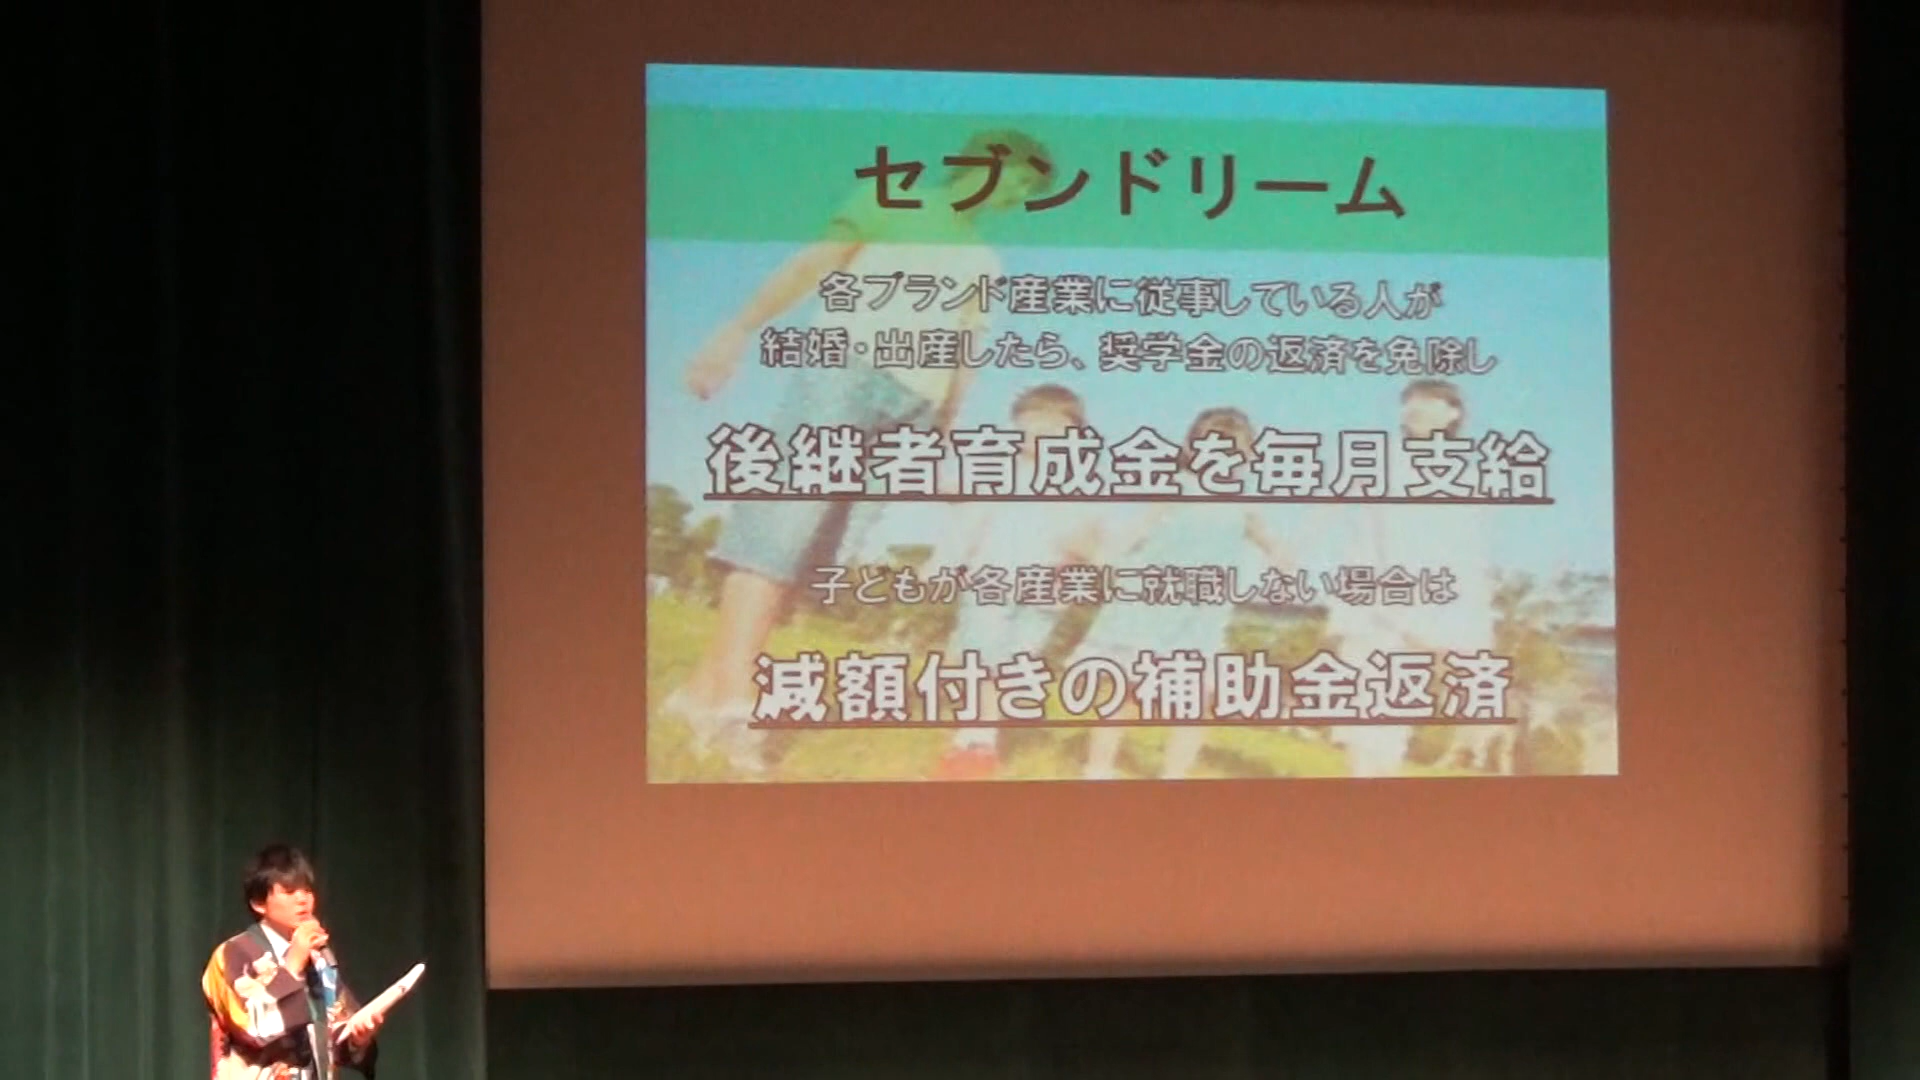 セブンドリーム
各ブランド産業に従事している人が
結婚・出産したら、奨学金の返済を免除し
後継者育成金を毎月支給
子どもが各産業に就職しない場合は
減額付きの補助金返済